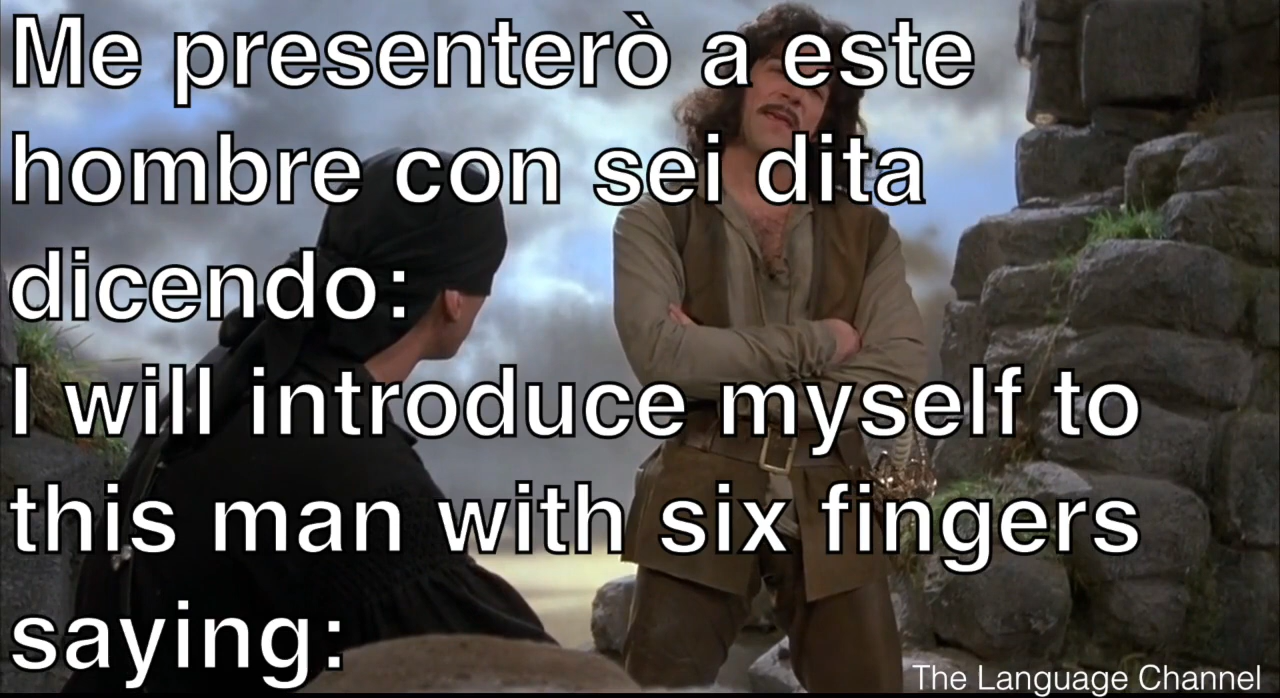 Me presenterò a este
hombre con sei dita
dicendo:
I will introduce myself to
this man with six fingers
saying:
The Language Channel